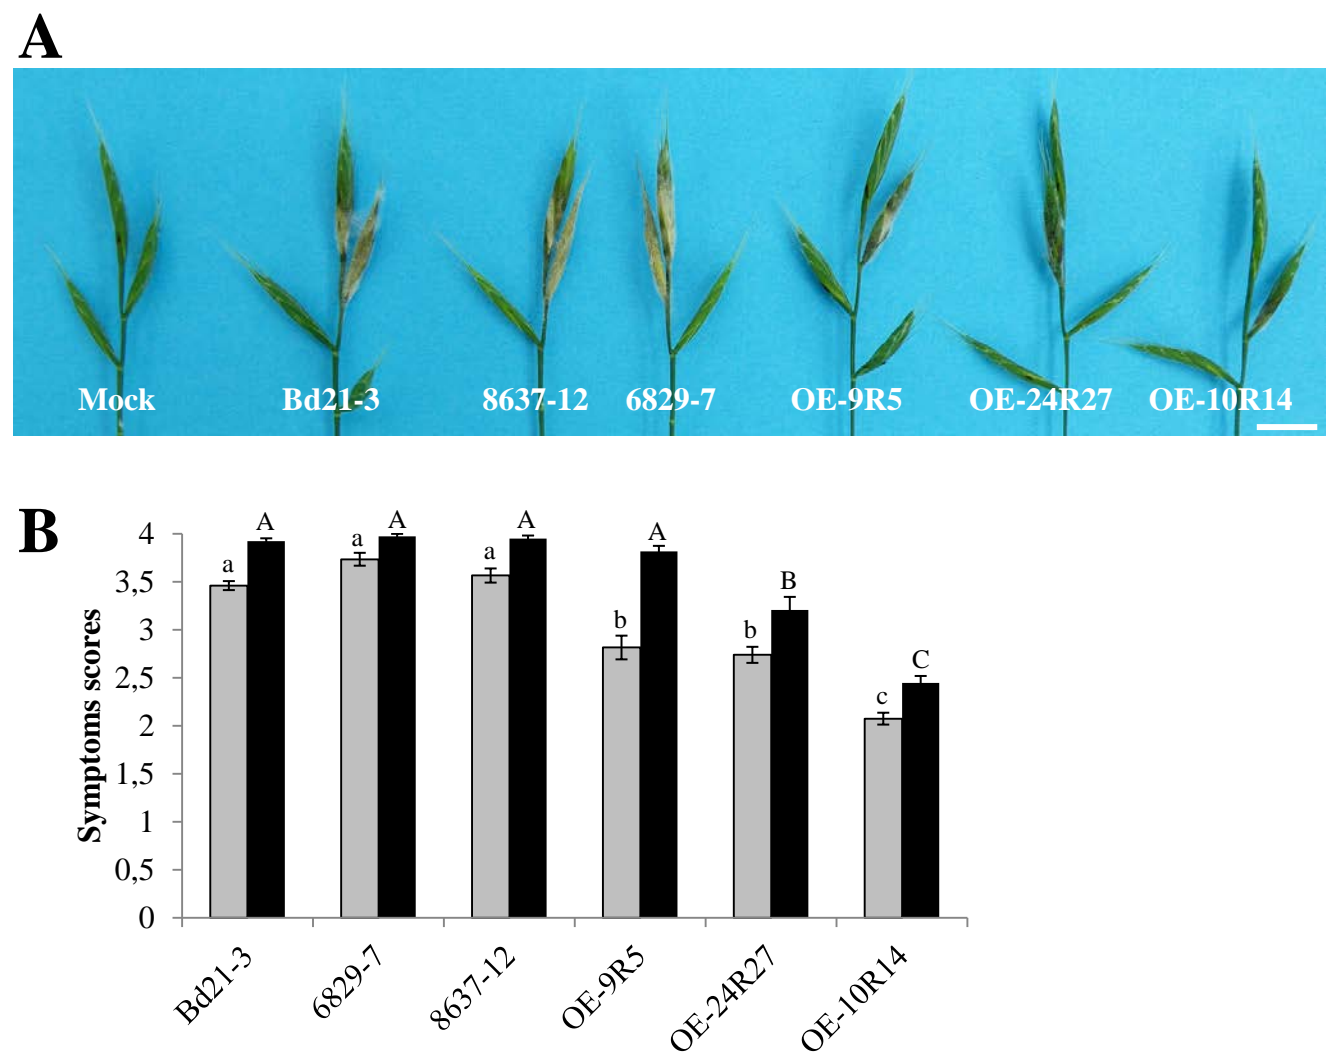 A
Mock Bd21-3 8637-12 6829-7 OE-9R5 OE-24R27 OE-10R14
B
Symptoms scores
4
3,5
3
2,5
2
1,5
1
0,5
0
a A a A a A b A b B c C
Bd21-3 6829-7 8637-12 OE-9R5 OE-24R27 OE-10R14